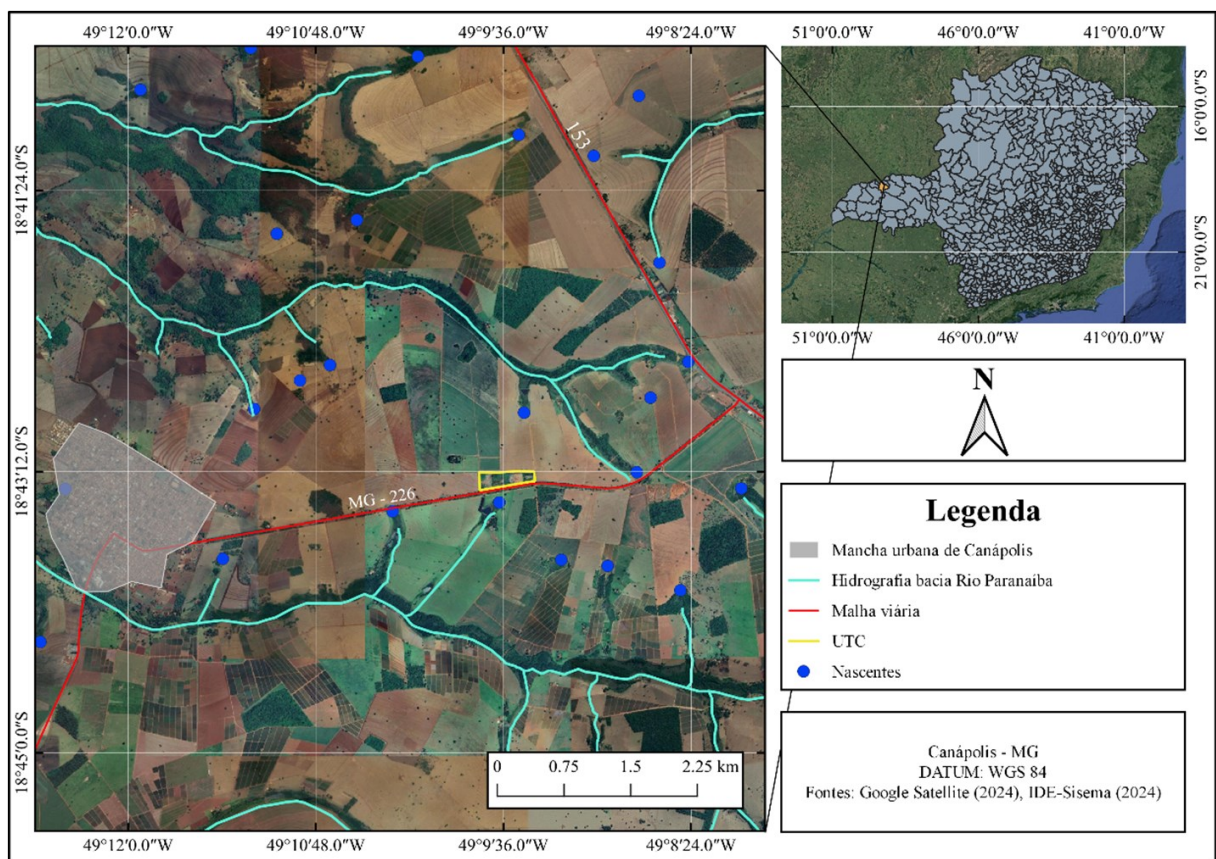 49°12'0.0"W 49°10'48.0"W 49°9'36.0"W 49°8'24.0"W
18°41'24.0"S
18°43'12.0"S
18°45'0.0"S
153
MG - 226
0 0.75 1.5 2.25 km
49°12'0.0"W 49°10'48.0"W 49°9'36.0"W 49°8'24.0"W
51°0'0.0"W 46°0'0.0"W 41°0'0.0"W
16°0'0.0"S
21°0'0.0"S
51°0'0.0"W 46°0'0.0"W 41°0'0.0"W
N
Legenda
Mancha urbana de Canápolis
Hidrografia bacia Rio Paranaíba
Malha viária
UTC
Nascentes
Canápolis - MG
DATUM: WGS 84
Fontes: Google Satellite (2024), IDE-Sisema (2024)